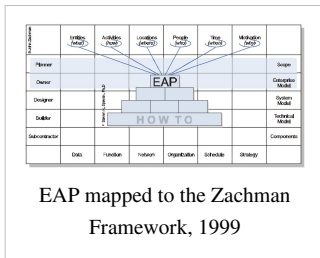 Entities Activities Locations People Time Motivation
(what) (how) (where) (who) (when) (why)
Planner Scope
Owner EAP Enterprise Model
Designer System Model
Builder HOW TO Technical Model
Subcontractor Components
Data Function Network Organization Schedule Strategy
EAP mapped to the Zachman
Framework, 1999